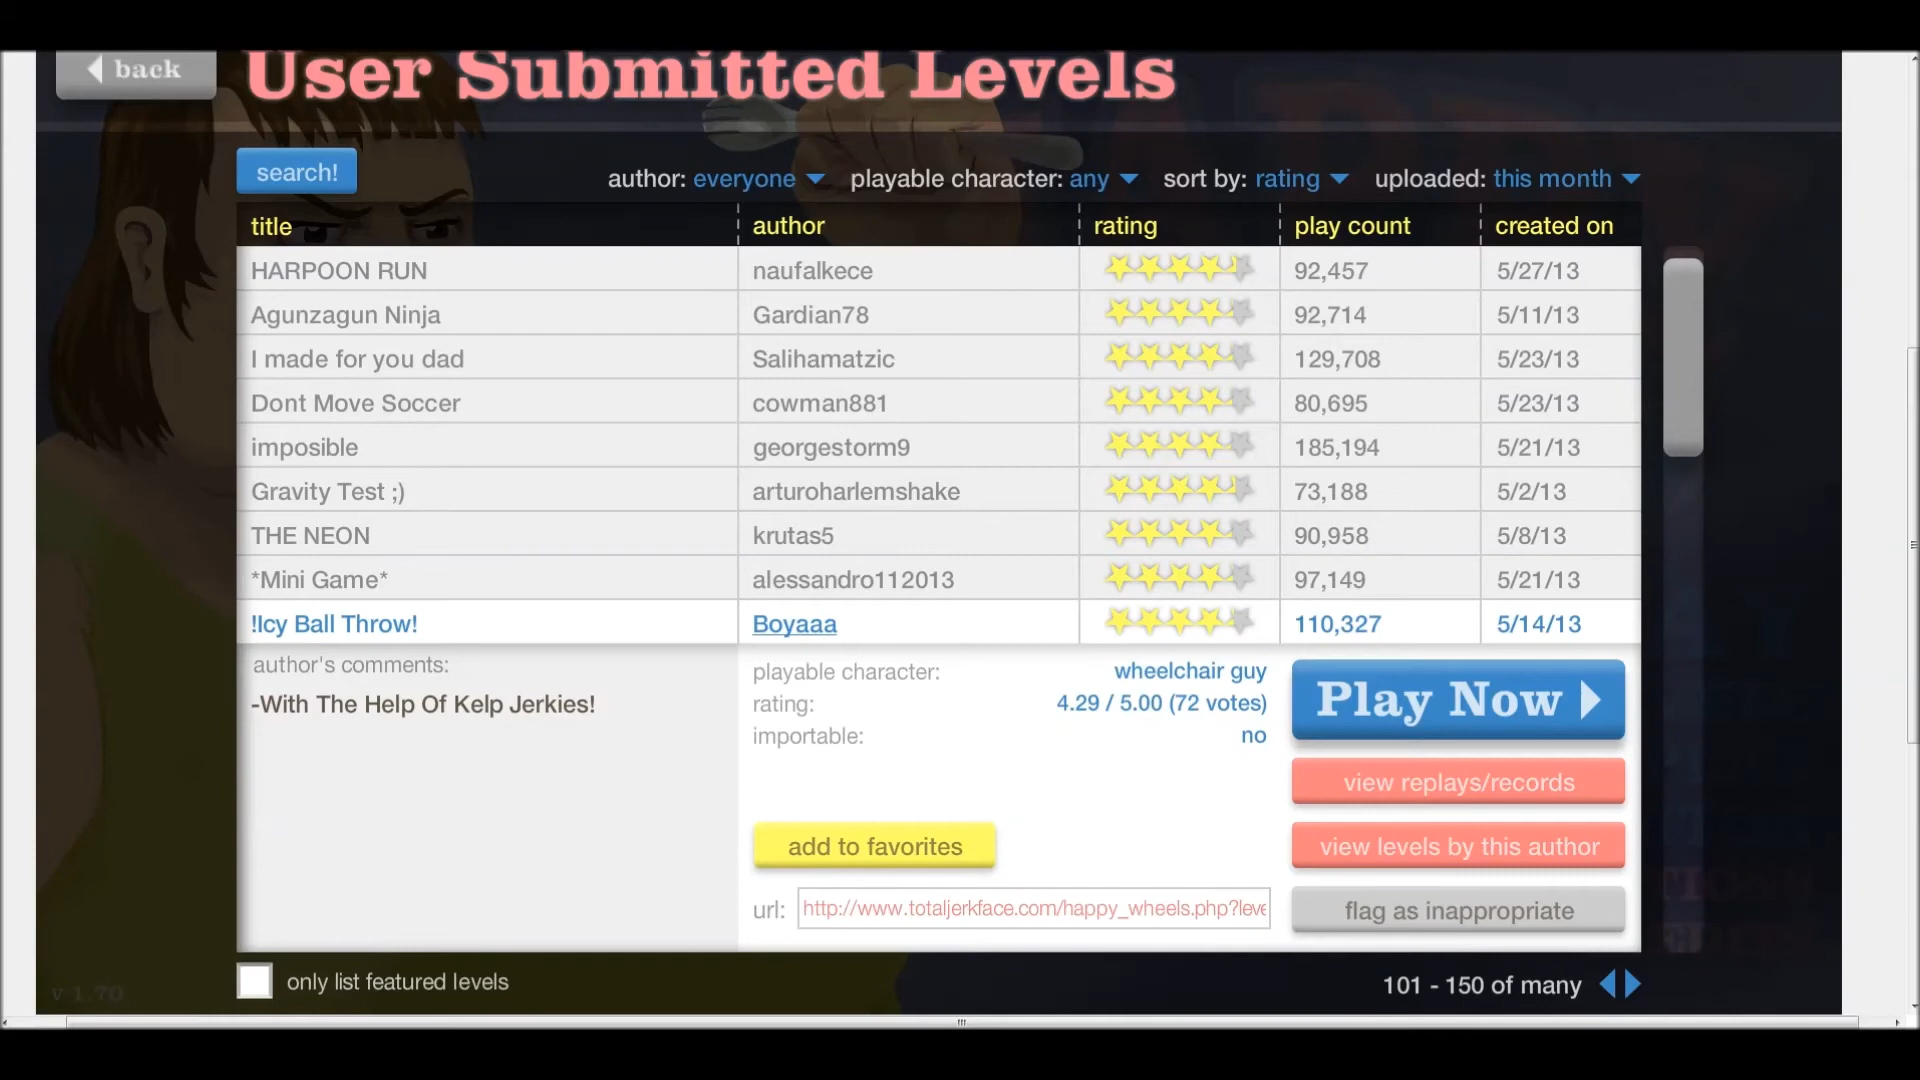 back
User Submitted Levels
search!
author: everyone playable character: any sort by: rating uploaded: this month
title author rating play count created on
HARPOON RUN naufalkece 92,457 5/27/13
Agunzagun Ninja Gardian78 92,714 5/11/13
I made for you dad Salihamatzic 129,708 5/23/13
Dont Move Soccer cowman881 80,695 5/23/13
imposible georgestorm9 185,194 5/21/13
Gravity Test ;) arturoharlemshake 73,188 5/2/13
THE NEON krutas5 90,958 5/8/13
*Mini Game* alessandro112013 97,149 5/21/13
!Icy Ball Throw! Boyaaa 110,327 5/14/13
author's comments:
-With The Help Of Kelp Jerkies!
playable character: wheelchair guy
rating: 4.29 / 5.00 (72 votes)
importable: no
Play Now
view replays/records
add to favorites
view levels by this author
url: http://www.totaljerkface.com/happy_wheels.php?leve
flag as inappropriate
only list featured levels
101 - 150 of many
v 1.70